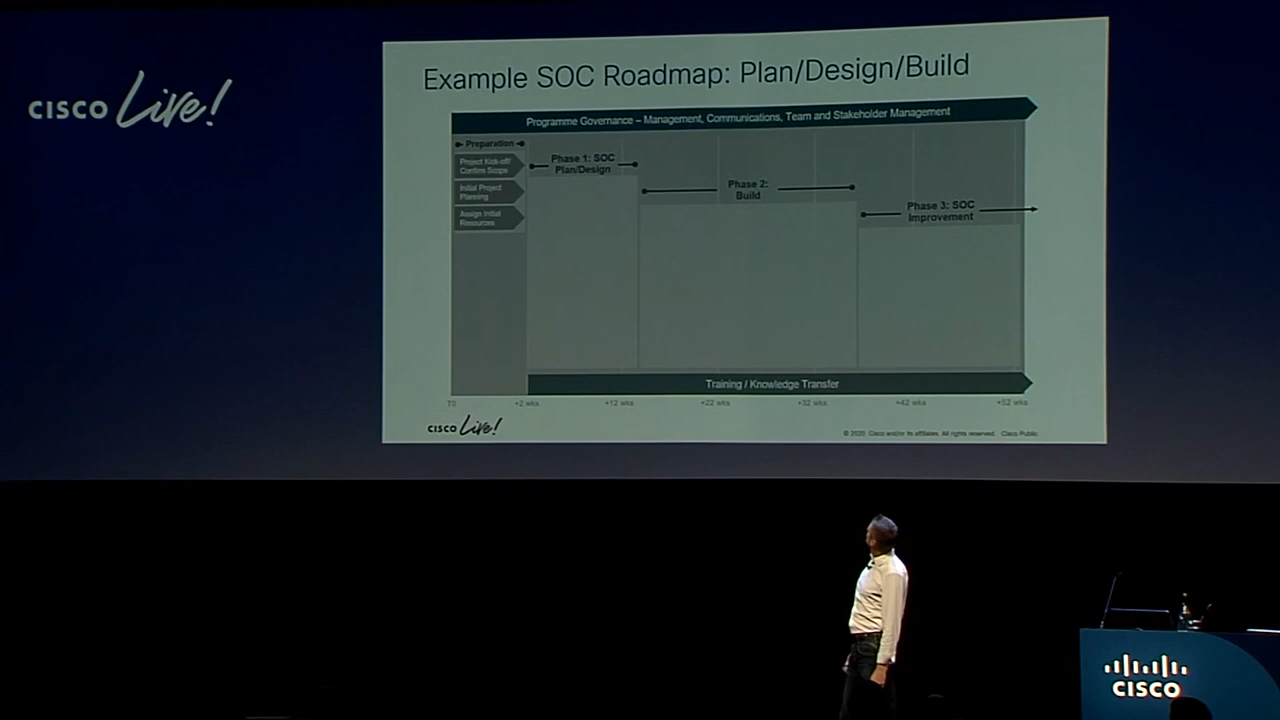 CISCO Live!
Example SOC Roadmap: Plan/Design/Build
Programme Governance – Management, Communications, Team and Stakeholder Management
Preparation
Project Kick-off/
Confirm Scope
Initial Project
Planning
Assign Initial
Resources
Phase 1: SOC
Plan/Design
Phase 2:
Build
Phase 3: SOC
Improvement
Training / Knowledge Transfer
T0 +2 wks +12 wks +22 wks +32 wks +42 wks +52 wks
CISCO Live!
© 2020 Cisco and/or its affiliates. All rights reserved. Cisco Public
CISCO